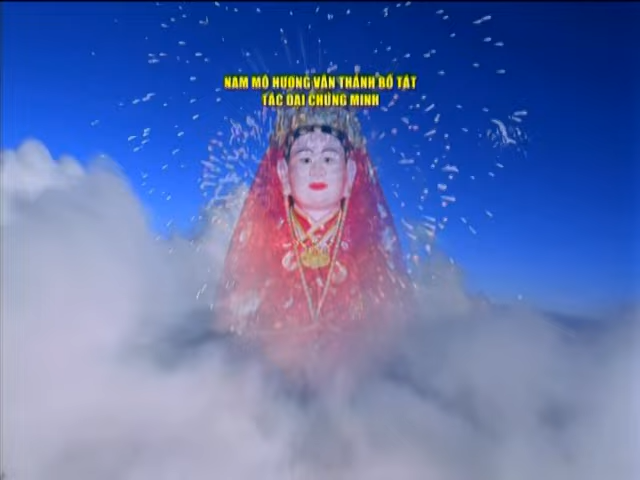 NAM MÔ HƯƠNG VÂN THÁNH BỒ TÁT
TÁC ĐẠI CHỨNG MINH